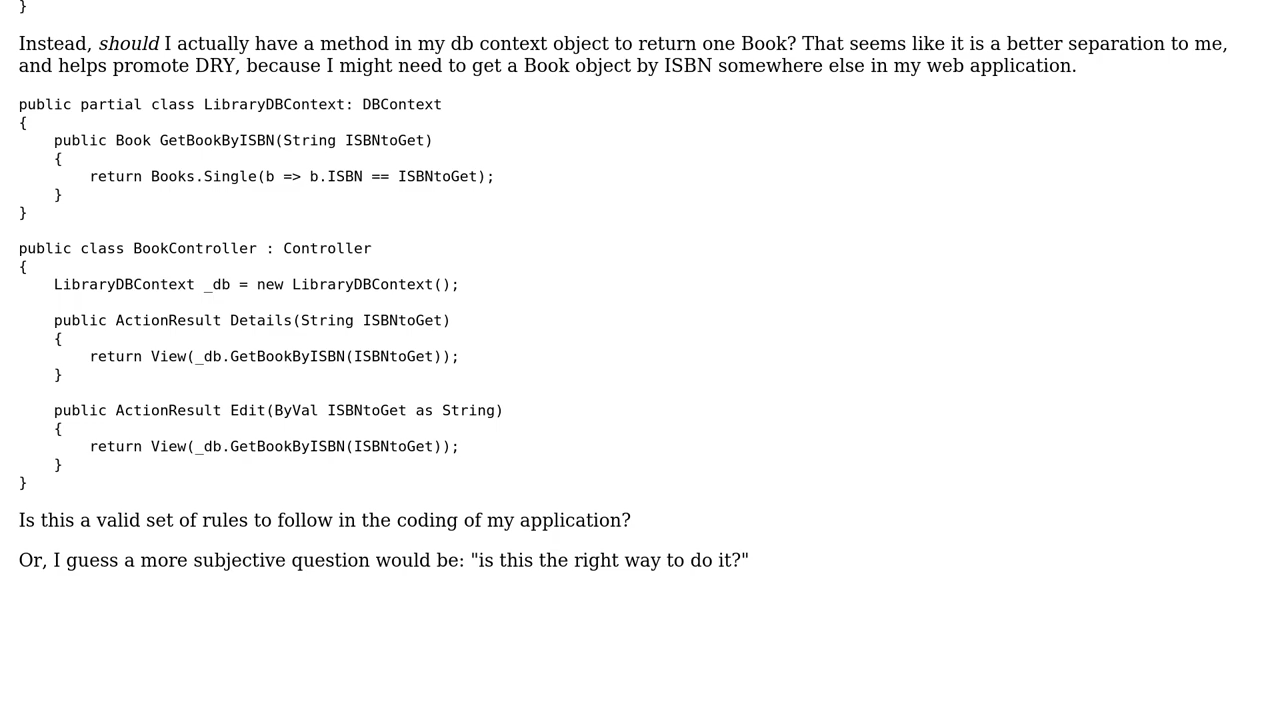 }
Instead, should I actually have a method in my db context object to return one Book? That seems like it is a better separation to me,
and helps promote DRY, because I might need to get a Book object by ISBN somewhere else in my web application.
public partial class LibraryDBContext: DBContext
{
    public Book GetBookByISBN(String ISBNtoGet)
    {
        return Books.Single(b => b.ISBN == ISBNtoGet);
    }
}
public class BookController : Controller
{
    LibraryDBContext _db = new LibraryDBContext();
    public ActionResult Details(String ISBNtoGet)
    {
        return View(_db.GetBookByISBN(ISBNtoGet));
    }
    public ActionResult Edit(ByVal ISBNtoGet as String)
    {
        return View(_db.GetBookByISBN(ISBNtoGet));
    }
}
Is this a valid set of rules to follow in the coding of my application?
Or, I guess a more subjective question would be: "is this the right way to do it?"